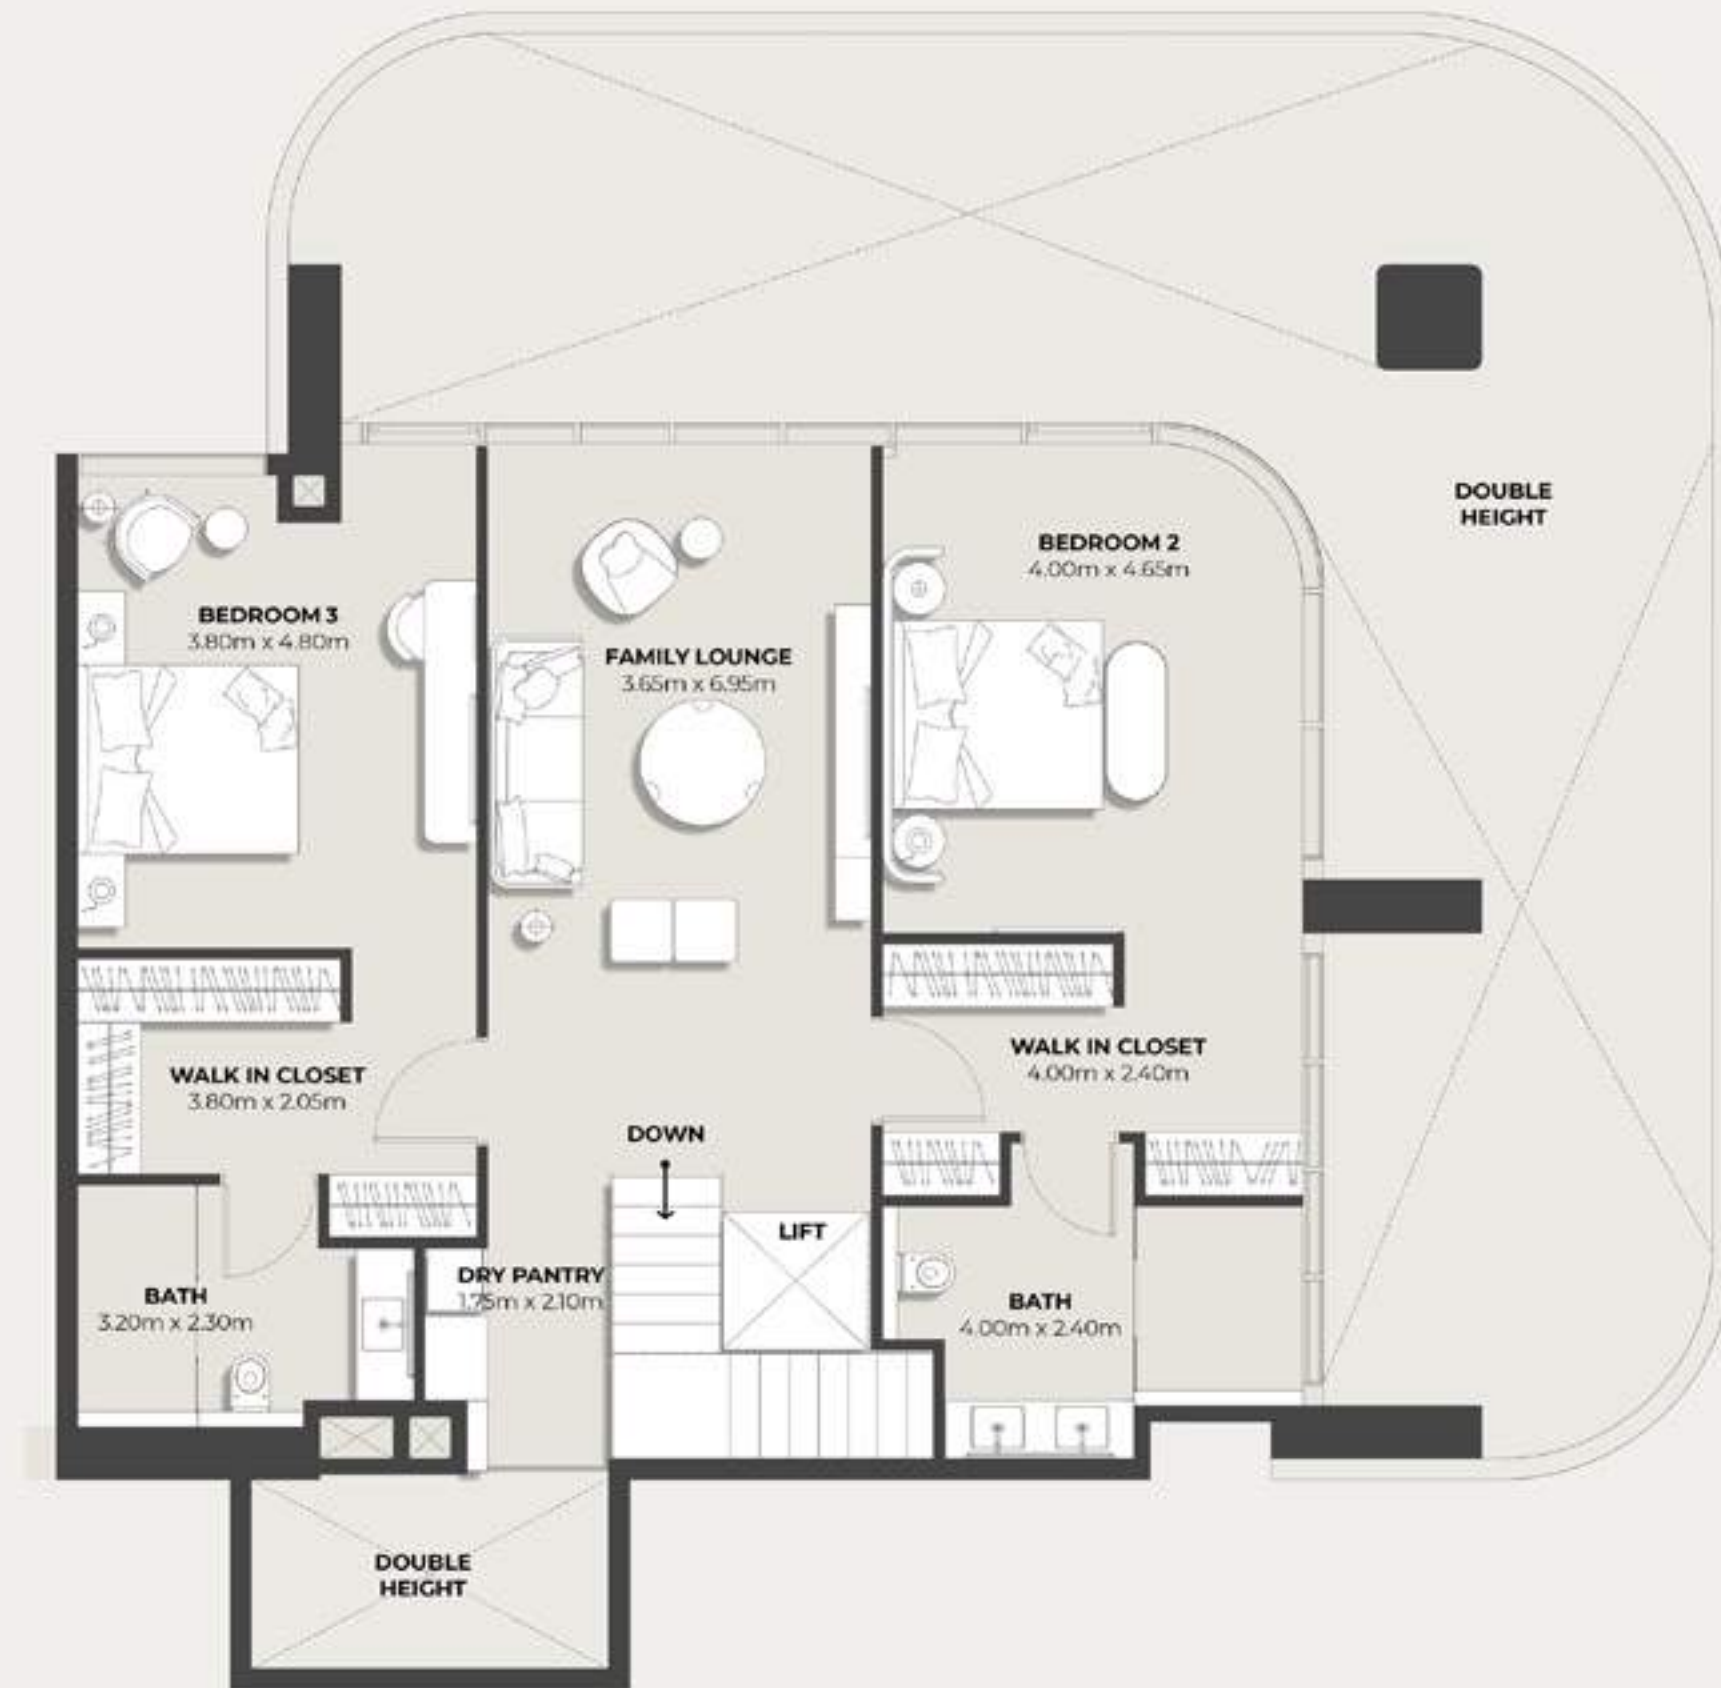 DOUBLE
HEIGHT
BEDROOM 2
4.00m x 4.65m
BEDROOM 3
3.80m x 4.80m
FAMILY LOUNGE
3.65m x 6.95m
WALK IN CLOSET
4.00m x 2.40m
WALK IN CLOSET
3.80m x 2.05m
DOWN
LIFT
DRY PANTRY
1.75m x 2.10m
BATH
3.20m x 2.30m
BATH
4.00m x 2.40m
DOUBLE
HEIGHT